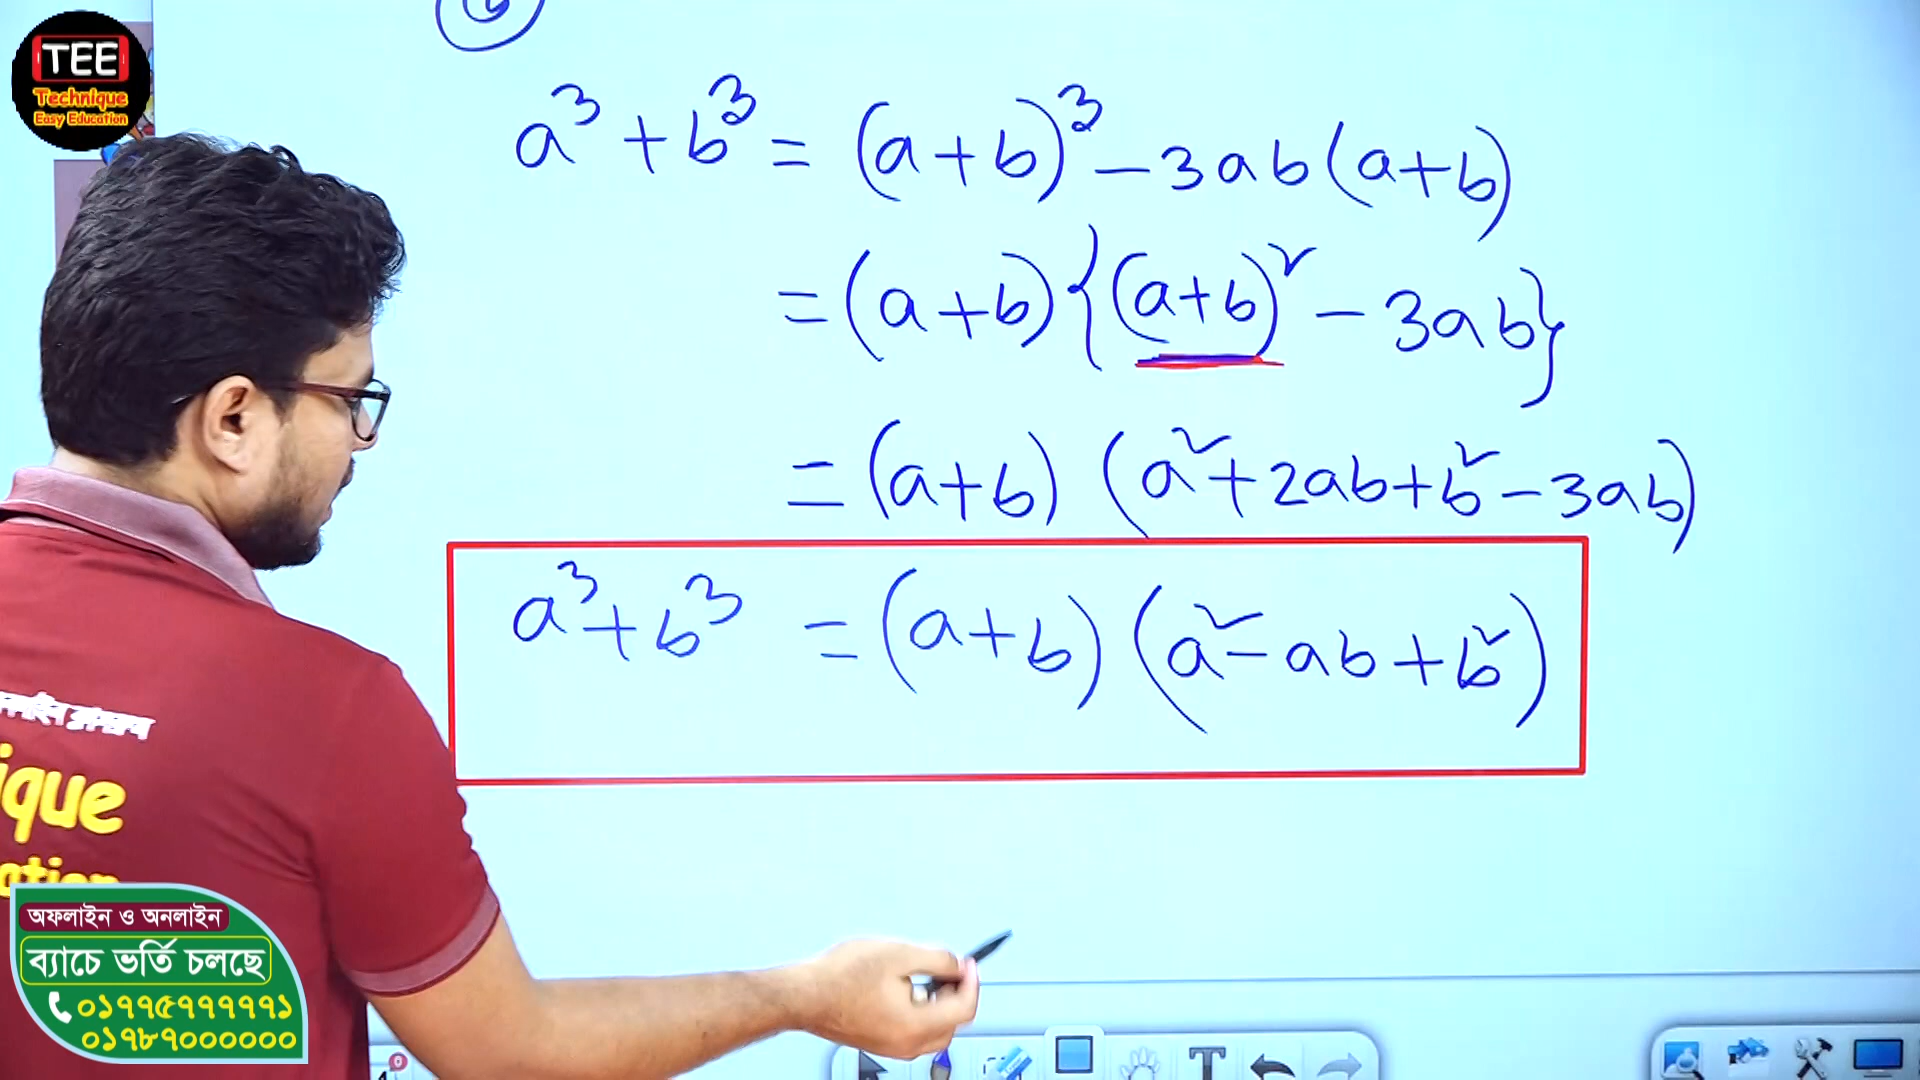 TEE
Technique
Easy Education
a³ + b³ = (a+b)³ - 3ab(a+b)
= (a+b){(a+b)² - 3ab}
= (a+b) (a²+2ab+b²-3ab)
a³+b³ = (a+b)(a²-ab+b²)
ique
ation
অফলাইন ও অনলাইন
ব্যাচে ভর্তি চলছে
০১৭৭৫৭৭৭৭৭১
০১৭৮৭০০০০০০
T